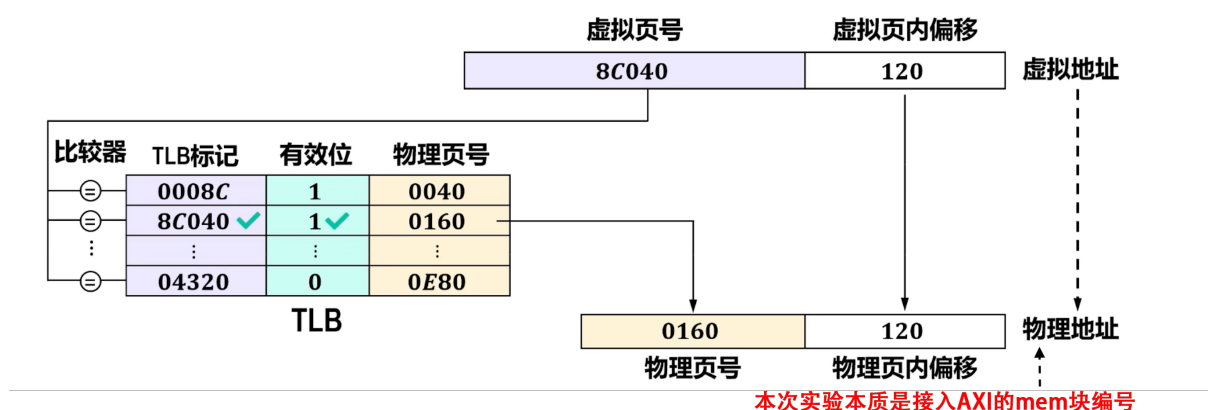 虚拟页号 虚拟页内偏移
8C040 120 虚拟地址
比较器 TLB标记 有效位 物理页号
= 0008C 1 0040
= 8C040 ✓ 1 ✓ 0160
⋮ ⋮ ⋮ ⋮
= 04320 0 0E80
TLB
0160 120 物理地址
物理页号 物理页内偏移
本次实验本质是接入AXI的mem块编号